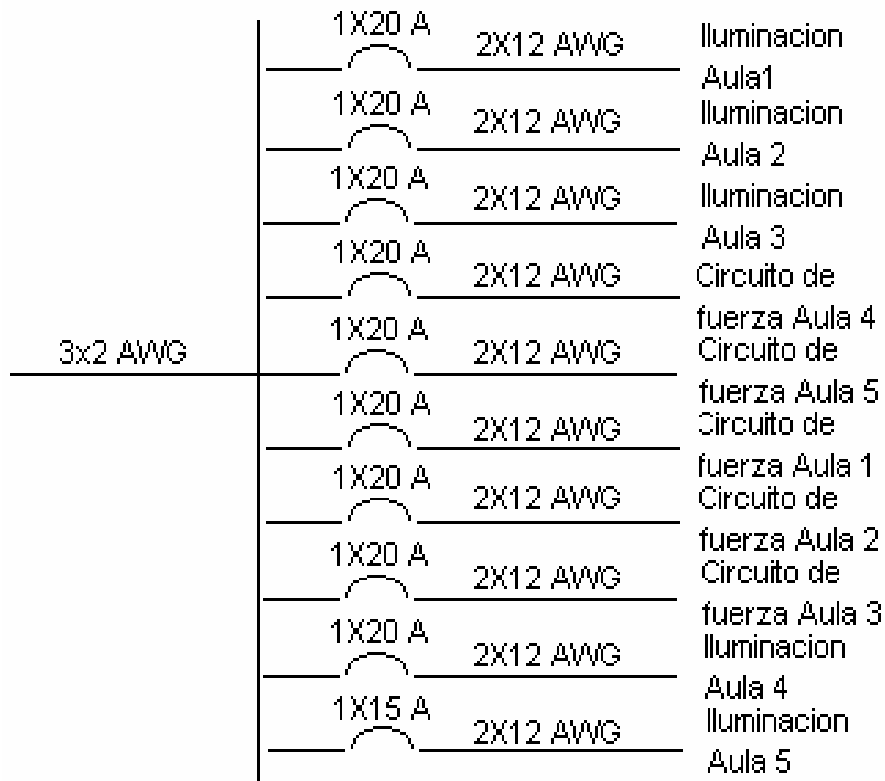 1X20 A
2X12 AWG
Iluminacion
Aula1
1X20 A
2X12 AWG
Iluminacion
Aula 2
1X20 A
2X12 AWG
Iluminacion
Aula 3
1X20 A
2X12 AWG
Circuito de
fuerza Aula 4
3x2 AWG
1X20 A
2X12 AWG
Circuito de
fuerza Aula 5
1X20 A
2X12 AWG
Circuito de
fuerza Aula 1
1X20 A
2X12 AWG
Circuito de
fuerza Aula 2
1X20 A
2X12 AWG
Circuito de
fuerza Aula 3
1X20 A
2X12 AWG
Iluminacion
Aula 4
1X15 A
2X12 AWG
Iluminacion
Aula 5